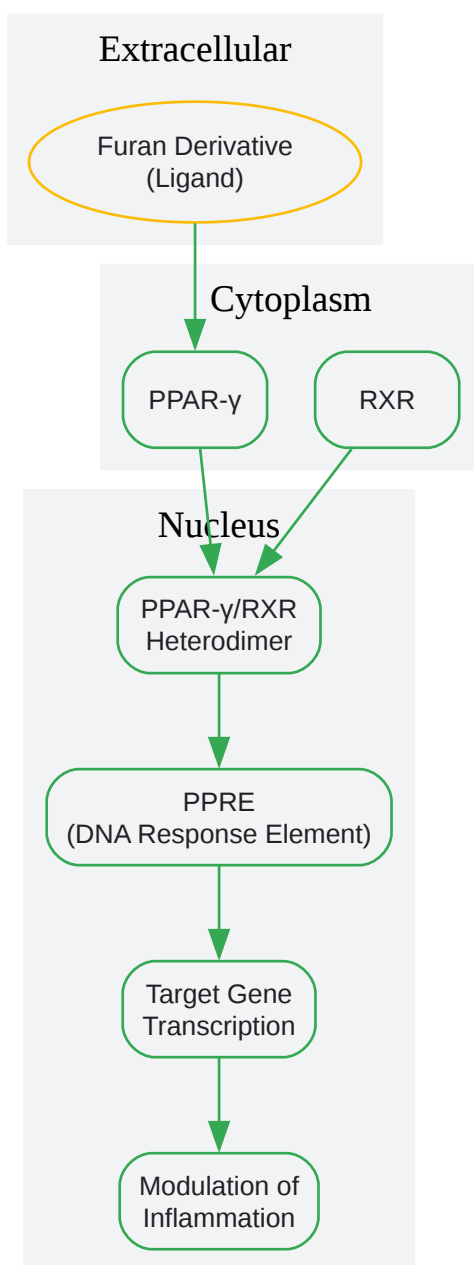 Extracellular
Furan Derivative
(Ligand)
Cytoplasm
PPAR-γ
RXR
Nucleus
PPAR-γ/RXR
Heterodimer
PPRE
(DNA Response Element)
Target Gene
Transcription
Modulation of
Inflammation